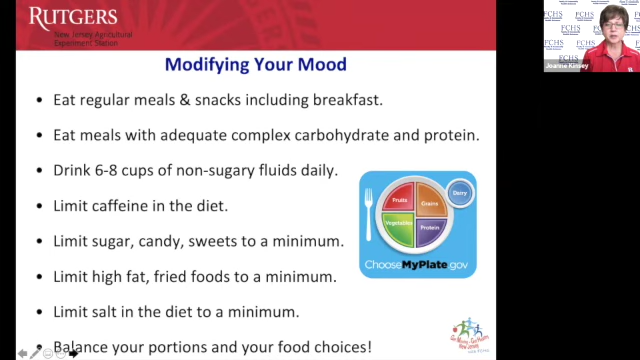 RUTGERS
New Jersey Agricultural
Experiment Station
Modifying Your Mood
• Eat regular meals & snacks including breakfast.
• Eat meals with adequate complex carbohydrate and protein.
• Drink 6-8 cups of non-sugary fluids daily.
• Limit caffeine in the diet.
• Limit sugar, candy, sweets to a minimum.
• Limit high fat, fried foods to a minimum.
• Limit salt in the diet to a minimum.
• Balance your portions and your food choices!
Fruits
Grains
Dairy
Vegetables
Protein
ChooseMyPlate.gov
FCHS
FCHS
FCHS
FCHS
Joanne Kinsey